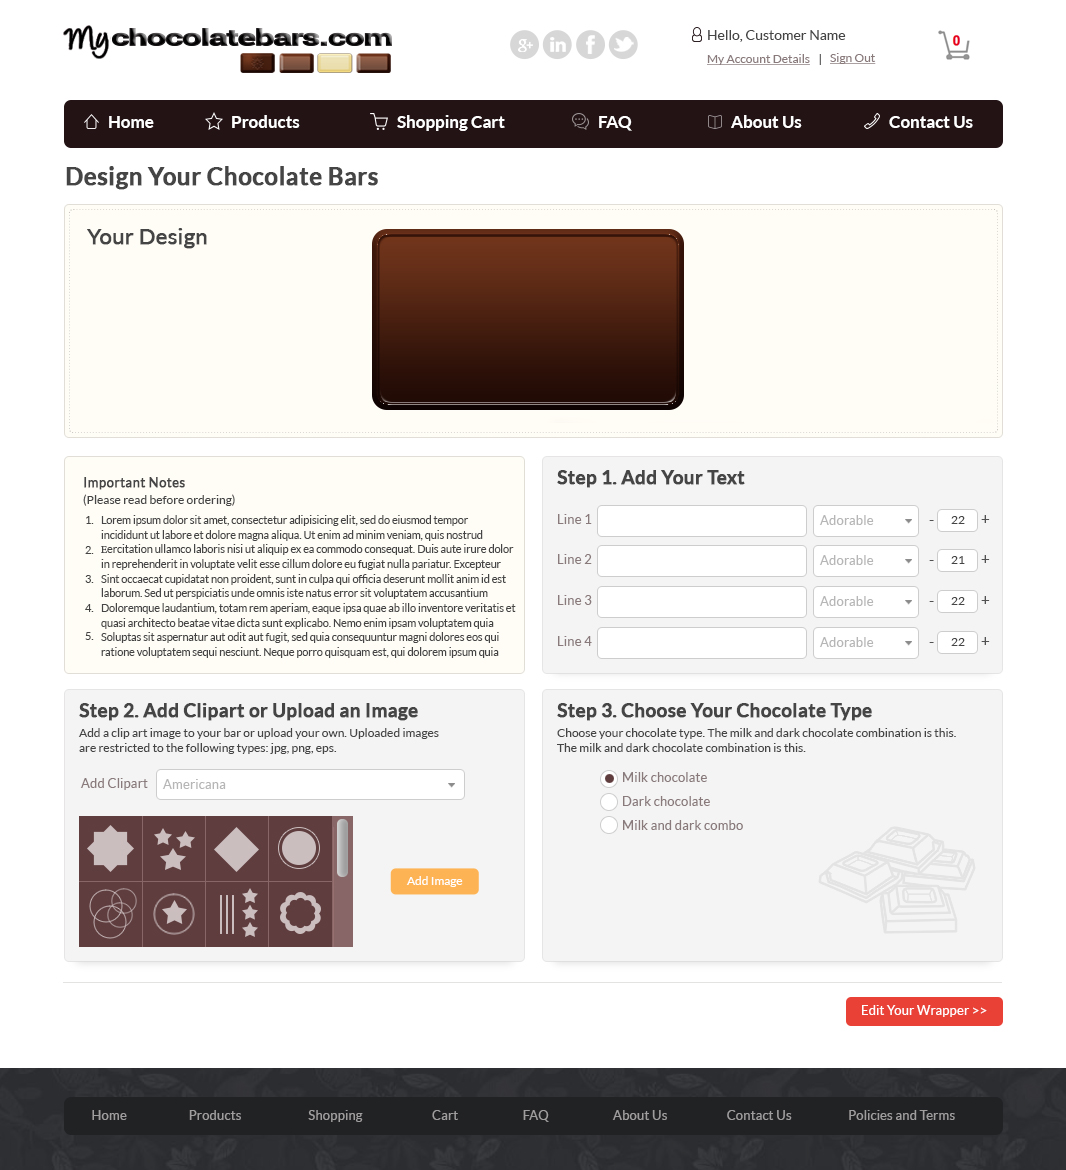 Mychocolatebars.com
g+ in f
Hello, Customer Name
My Account Details | Sign Out
0
Home Products Shopping Cart FAQ About Us Contact Us
Design Your Chocolate Bars
Your Design
Important Notes
(Please read before ordering)
1. Lorem ipsum dolor sit amet, consectetur adipisicing elit, sed do eiusmod tempor
incididunt ut labore et dolore magna aliqua. Ut enim ad minim veniam, quis nostrud
2. Eercitation ullamco laboris nisi ut aliquip ex ea commodo consequat. Duis aute irure dolor
in reprehenderit in voluptate velit esse cillum dolore eu fugiat nulla pariatur. Excepteur
3. Sint occaecat cupidatat non proident, sunt in culpa qui officia deserunt mollit anim id est
laborum. Sed ut perspiciatis unde omnis iste natus error sit voluptatem accusantium
4. Doloremque laudantium, totam rem aperiam, eaque ipsa quae ab illo inventore veritatis et
quasi architecto beatae vitae dicta sunt explicabo. Nemo enim ipsam voluptatem quia
5. Soluptas sit aspernatur aut odit aut fugit, sed quia consequuntur magni dolores eos qui
ratione voluptatem sequi nesciunt. Neque porro quisquam est, qui dolorem ipsum quia
Step 1. Add Your Text
Line 1 Adorable - 22 +
Line 2 Adorable - 21 +
Line 3 Adorable - 22 +
Line 4 Adorable - 22 +
Step 2. Add Clipart or Upload an Image
Add a clip art image to your bar or upload your own. Uploaded images
are restricted to the following types: jpg, png, eps.
Add Clipart Americana
Add Image
Step 3. Choose Your Chocolate Type
Choose your chocolate type. The milk and dark chocolate combination is this.
The milk and dark chocolate combination is this.
Milk chocolate
Dark chocolate
Milk and dark combo
Edit Your Wrapper >>
Home Products Shopping Cart FAQ About Us Contact Us Policies and Terms